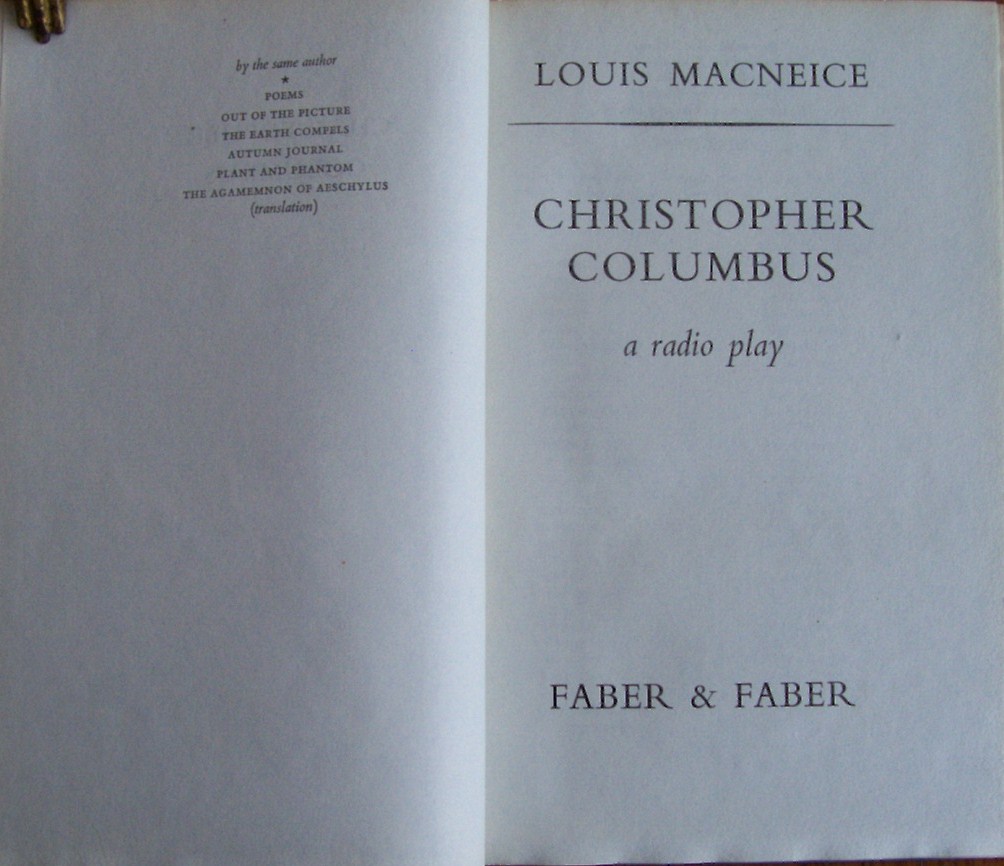 by the same author
★
POEMS
OUT OF THE PICTURE
THE EARTH COMPELS
AUTUMN JOURNAL
PLANT AND PHANTOM
THE AGAMEMNON OF AESCHYLUS
(translation)
LOUIS MACNEICE
CHRISTOPHER
COLUMBUS
a radio play
FABER & FABER